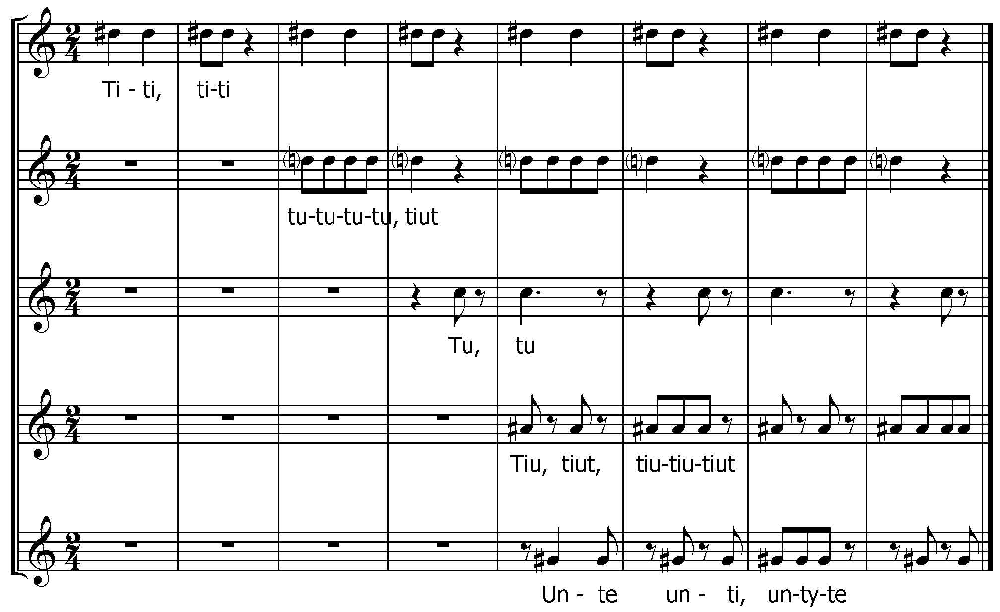 Ti - ti, ti-ti
tu-tu-tu-tu, tiut
Tu, tu
Tiu, tiut, tiu-tiu-tiut
Un - te un - ti, un-ty-te